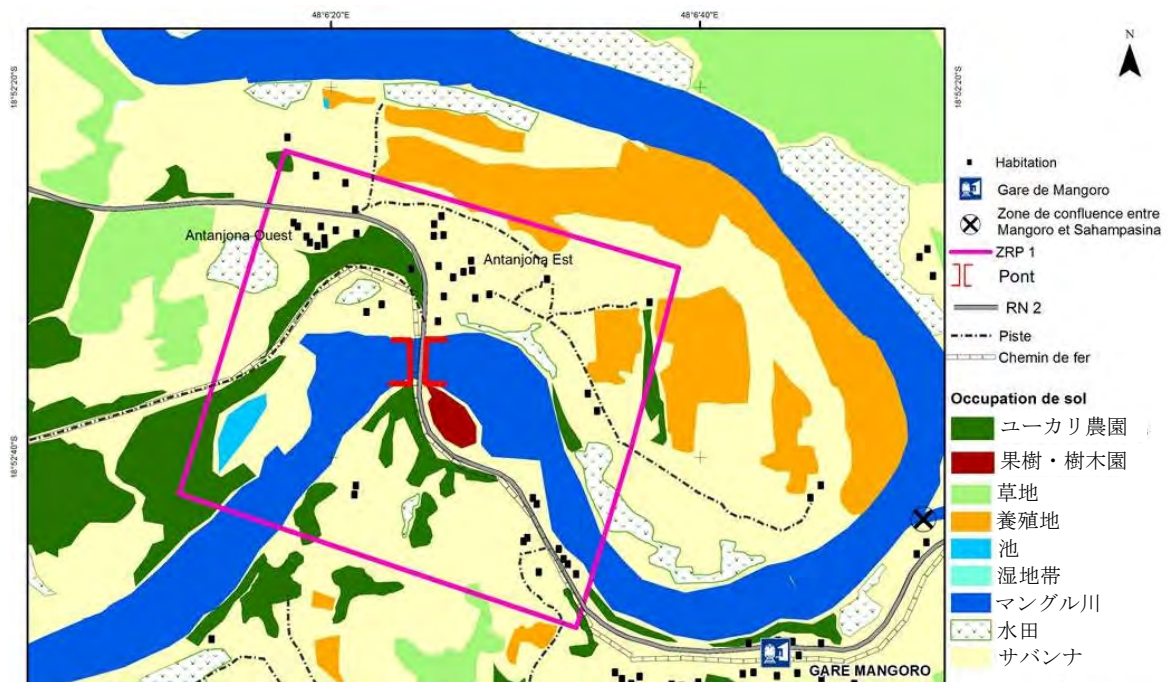 48°6'20"E
48°6'40"E
18°52'20"S
18°52'20"S
18°52'40"S
18°52'40"S
N
Antanjona Ouest
Antanjona Est
GARE MANGORO
Habitation
Gare de Mangoro
Zone de confluence entre
Mangoro et Sahampasina
ZRP 1
Pont
RN 2
Piste
Chemin de fer
Occupation de sol
ユーカリ農園
果樹・樹木園
草地
養殖地
池
湿地帯
マングル川
水田
サバンナ